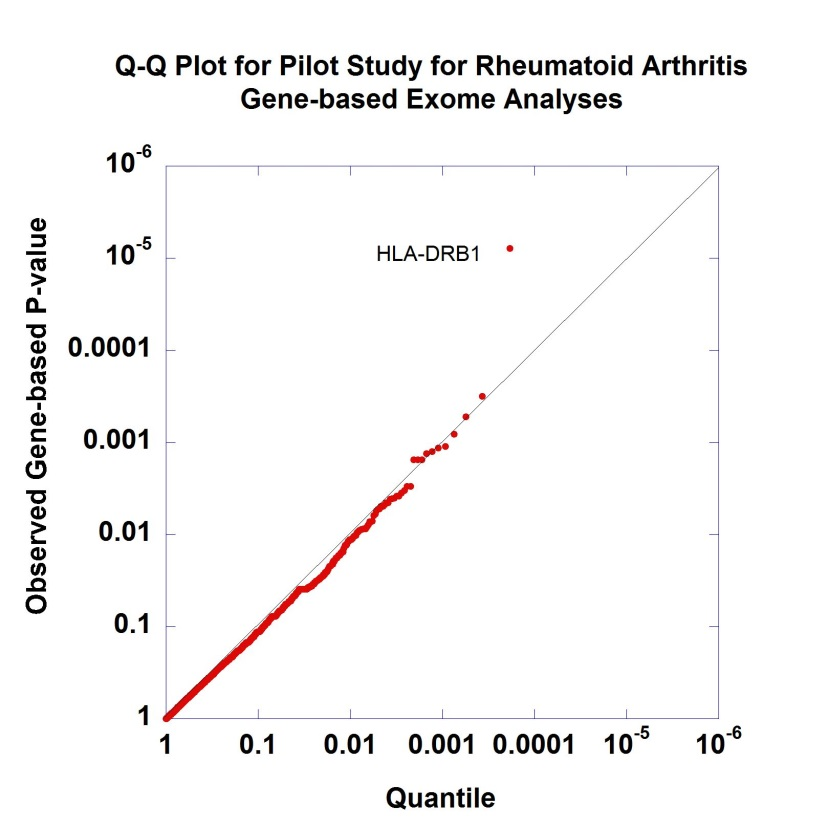 Q-Q Plot for Pilot Study for Rheumatoid Arthritis
Gene-based Exome Analyses
10-6
10-5
0.0001
0.001
0.01
0.1
1
Observed Gene-based P-value
HLA-DRB1
1 0.1 0.01 0.001 0.0001 10-5 10-6
Quantile